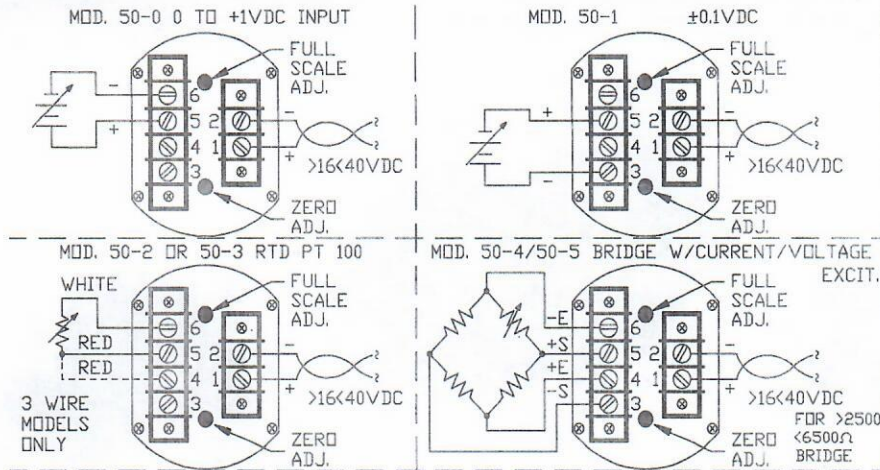 MOD. 50-0 0 TO +1VDC INPUT
FULL
SCALE
ADJ.
-
+
6
5 2
4 1
3
-
+
>16<40VDC
ZERO
ADJ.
MOD. 50-1 ±0.1VDC
FULL
SCALE
ADJ.
+
-
6
5 2
4 1
3
-
+
>16<40VDC
ZERO
ADJ.
MOD. 50-2 OR 50-3 RTD PT 100
WHITE
RED
RED
3 WIRE
MODELS
ONLY
FULL
SCALE
ADJ.
6
5 2
4 1
3
-
+
>16<40VDC
ZERO
ADJ.
MOD. 50-4/50-5 BRIDGE W/CURRENT/VOLTAGE
EXCIT.
FULL
SCALE
ADJ.
-E
+S
+E
-S
6
5 2
4 1
3
-
+
>16<40VDC
ZERO
ADJ.
FOR >2500
<6500Ω
BRIDGE